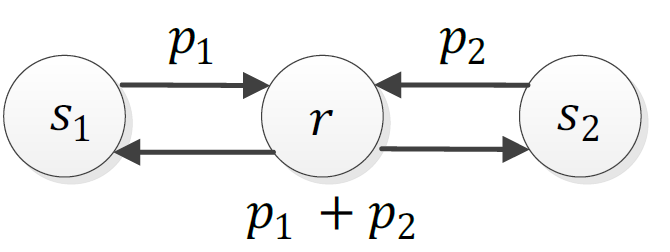 p₁ p₂
s₁ r s₂
p₁ + p₂